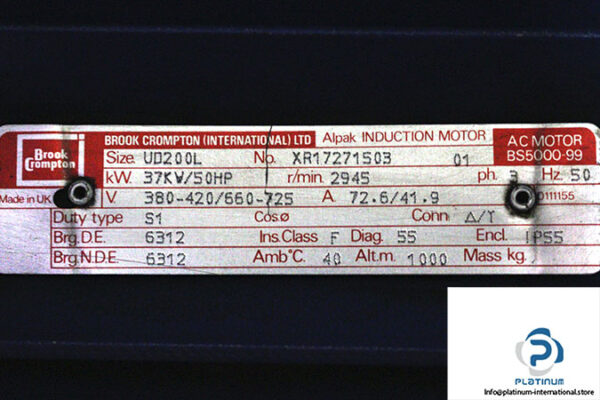 Brook Crompton
BROOK CROMPTON (INTERNATIONAL) LTD Alpak INDUCTION MOTOR
AC MOTOR
BS5000-99
Size UD200L No. XR17271503 01
kW. 37KW/50HP r/min. 2945 ph. 3 Hz. 50
Made in UK V 380-420/660-725 A. 72.6/41.9 0111155
Duty type S1 Cosø Conn △/Y
Brg.D.E. 6312 Ins.Class F Diag. 55 Encl. IP55
Brg.N.D.E. 6312 Amb°C. 40 Alt.m. 1000 Mass kg.
PLATINUM
info@platinum-international.store